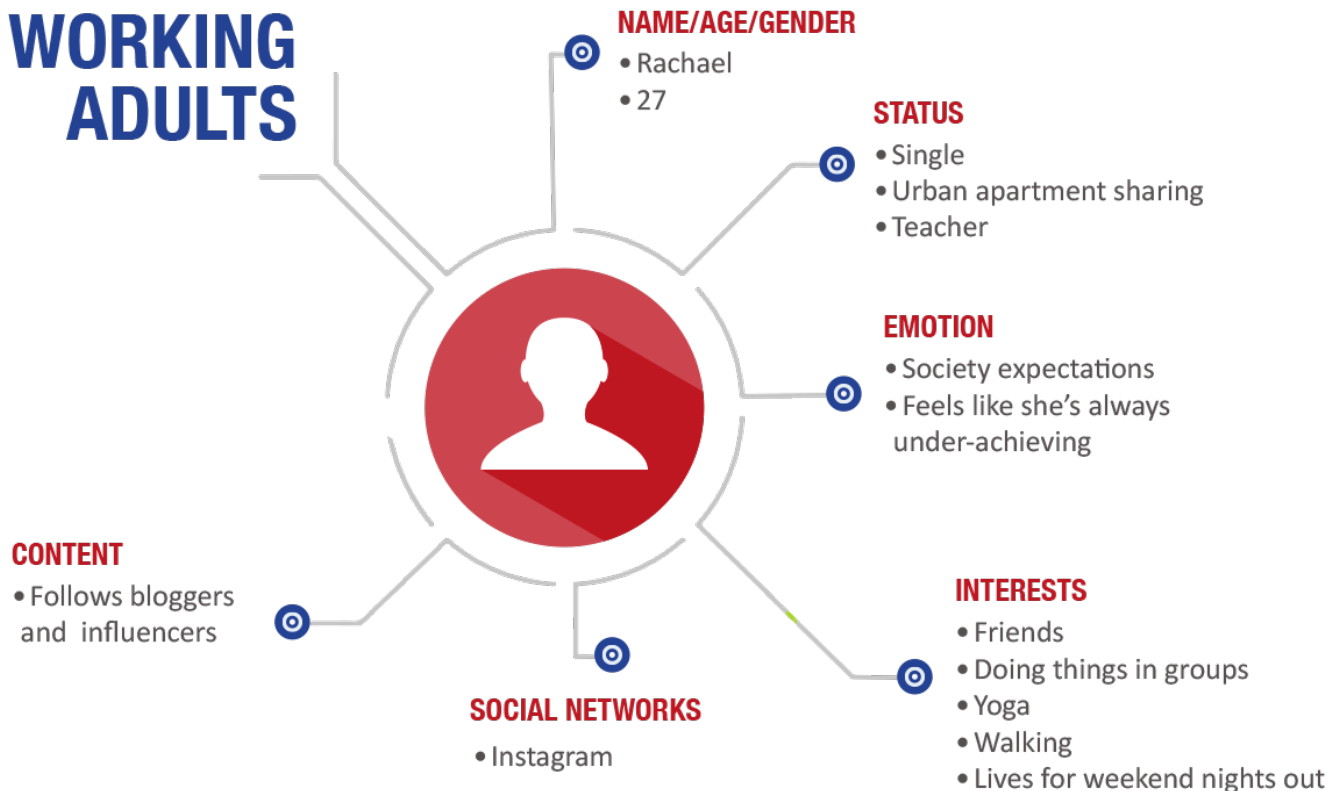 WORKING
ADULTS
NAME/AGE/GENDER
• Rachael
• 27
STATUS
• Single
• Urban apartment sharing
• Teacher
EMOTION
• Society expectations
• Feels like she’s always
under-achieving
INTERESTS
• Friends
• Doing things in groups
• Yoga
• Walking
• Lives for weekend nights out
SOCIAL NETWORKS
• Instagram
CONTENT
• Follows bloggers
and influencers